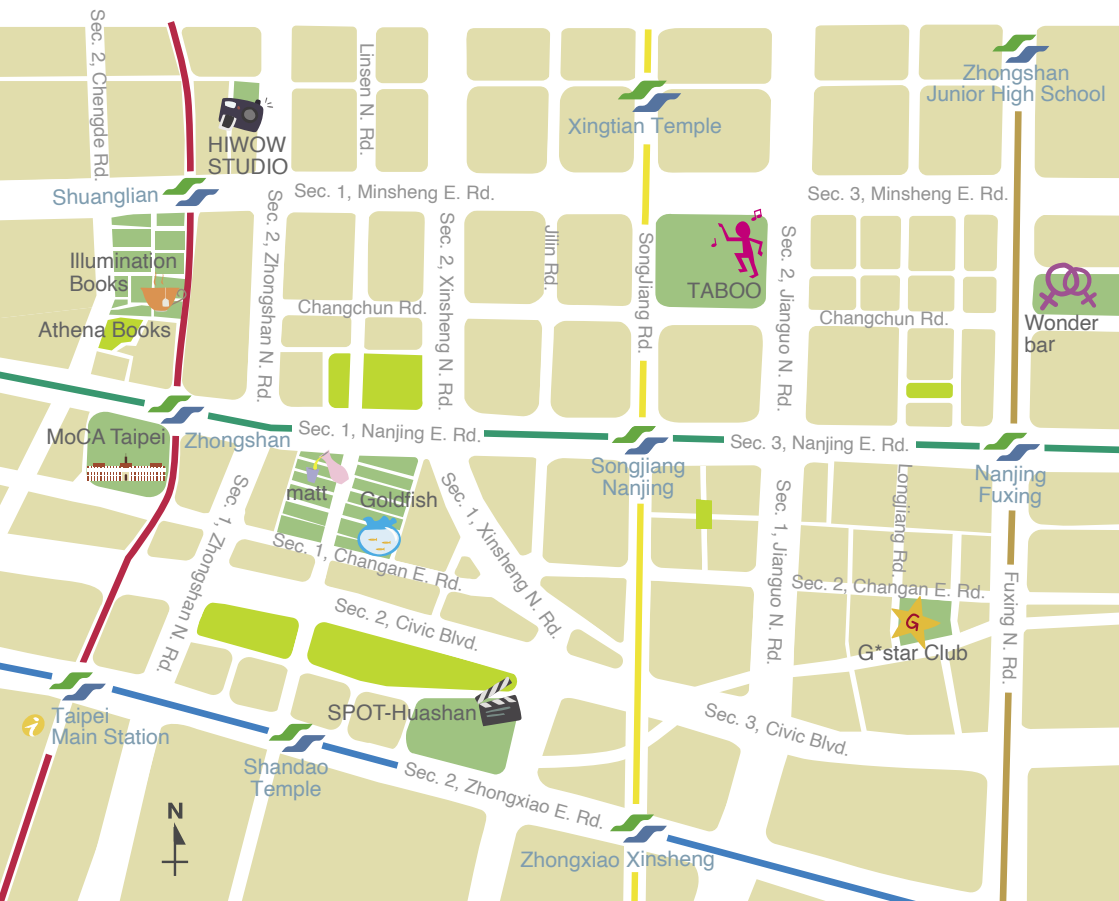 Sec. 2, Chengde Rd.
Linsen N. Rd.
Zhongshan
Junior High School
Xingtian Temple
HIWOW
STUDIO
Shuanglian
Sec. 1, Minsheng E. Rd.
Sec. 3, Minsheng E. Rd.
Sec. 2, Zhongshan N. Rd.
Sec. 2, Xinsheng N. Rd.
Jilin Rd.
SongJiang Rd.
TABOO
Sec. 2, Jianguo N. Rd.
Illumination
Books
Athena Books
Changchun Rd.
Changchun Rd.
Wonder
bar
MoCA Taipei
Zhongshan
Sec. 1, Nanjing E. Rd.
Sec. 3, Nanjing E. Rd.
Songjiang
Nanjing
Nanjing
Fuxing
matt
Goldfish
Sec. 1, Zhongshan N. Rd.
Sec. 1, Changan E. Rd.
Sec. 1, Xinsheng N. Rd.
Sec. 1, Jianguo N. Rd.
Longjiang Rd.
Sec. 2, Changan E. Rd.
Fuxing N. Rd.
G
G*star Club
Sec. 2, Civic Blvd.
SPOT-Huashan
Sec. 3, Civic Blvd.
i
Taipei
Main Station
Shandao
Temple
Sec. 2, Zhongxiao E. Rd.
Zhongxiao Xinsheng
N